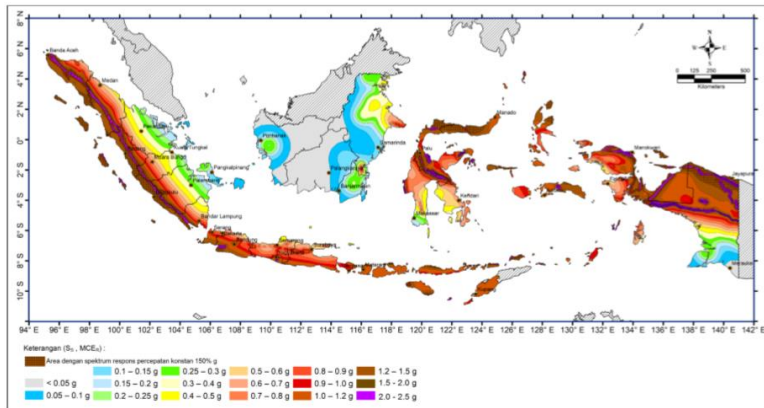 8° N
6° N
4° N
2° N
0°
2° S
4° S
6° S
8° S
10° S
94° E 96° E 98° E 100° E 102° E 104° E 106° E 108° E 110° E 112° E 114° E 116° E 118° E 120° E 122° E 124° E 126° E 128° E 130° E 132° E 134° E 136° E 138° E 140° E 142° E
N
W E
S
0 125 250 500
Kilometers
Banda Aceh
Medan
Manado
Pontianak
Samarinda
Palu
Manokwari
Jayapura
Pangkalpinang
Palembang
Banjarmasin
Kendari
Makassar
Bandar Lampung
Serang
Semarang
Kupang
Merauke
Keterangan (Sₛ , MCEᵣ) :
Area dengan spektrum respons percepatan konstan 150% g
< 0.05 g
0.05 – 0.1 g
0.1 – 0.15 g
0.15 – 0.2 g
0.2 – 0.25 g
0.25 – 0.3 g
0.3 – 0.4 g
0.4 – 0.5 g
0.5 – 0.6 g
0.6 – 0.7 g
0.7 – 0.8 g
0.8 – 0.9 g
0.9 – 1.0 g
1.0 – 1.2 g
1.2 – 1.5 g
1.5 - 2.0 g
2.0 - 2.5 g